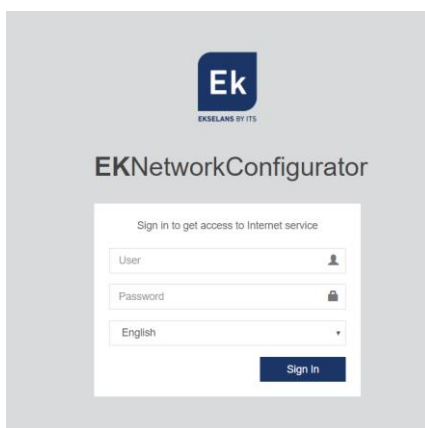 Ek
EKSELANS BY ITS
EKNetworkConfigurator
Sign in to get access to Internet service
User
Password
English
Sign In